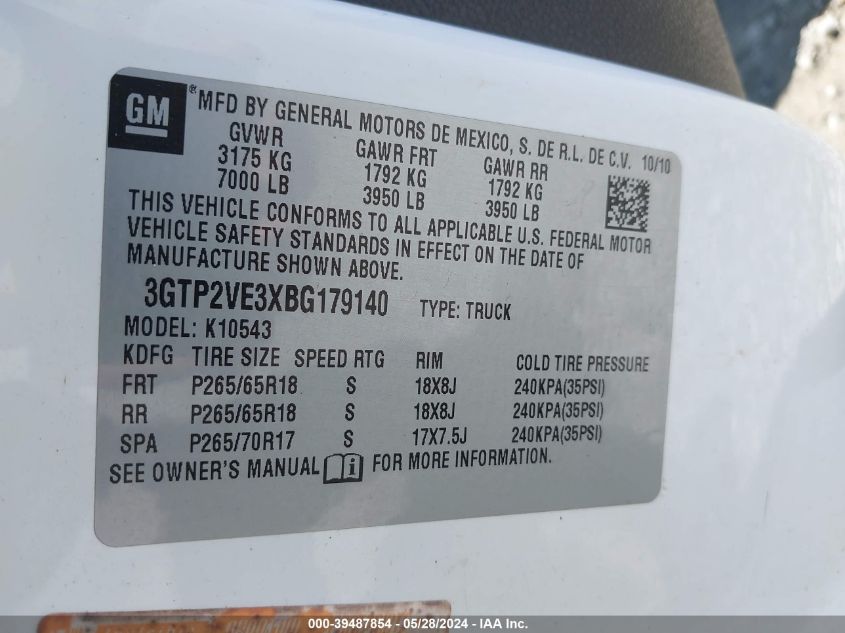 GM
® MFD BY GENERAL MOTORS DE MEXICO, S. DE R.L. DE C.V. 10/10
GVWR GAWR FRT GAWR RR
3175 KG 1792 KG 1792 KG
7000 LB 3950 LB 3950 LB
THIS VEHICLE CONFORMS TO ALL APPLICABLE U.S. FEDERAL MOTOR
VEHICLE SAFETY STANDARDS IN EFFECT ON THE DATE OF
MANUFACTURE SHOWN ABOVE.
3GTP2VE3XBG179140 TYPE: TRUCK
MODEL: K10543
KDFG TIRE SIZE SPEED RTG RIM COLD TIRE PRESSURE
FRT P265/65R18 S 18X8J 240KPA(35PSI)
RR P265/65R18 S 18X8J 240KPA(35PSI)
SPA P265/70R17 S 17X7.5J 240KPA(35PSI)
SEE OWNER'S MANUAL i FOR MORE INFORMATION.
000-39487854 - 05/28/2024 - IAA Inc.